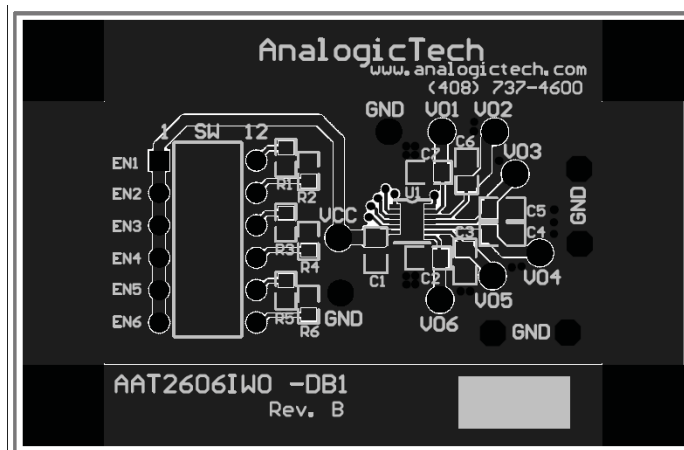 AnalogicTech
www.analogictech.com
(408) 737-4600
GND VO1 VO2
1 SW 12
C7 C6
EN1
VO3
R1
EN2
R2
U1
EN3
VCC
C5
GND
C3 C4
R3
EN4
R4
C1
C2
VO4
EN5
VO5
R5
EN6
R6
GND
VO6
GND
AAT2606IWO -DB1
Rev. B